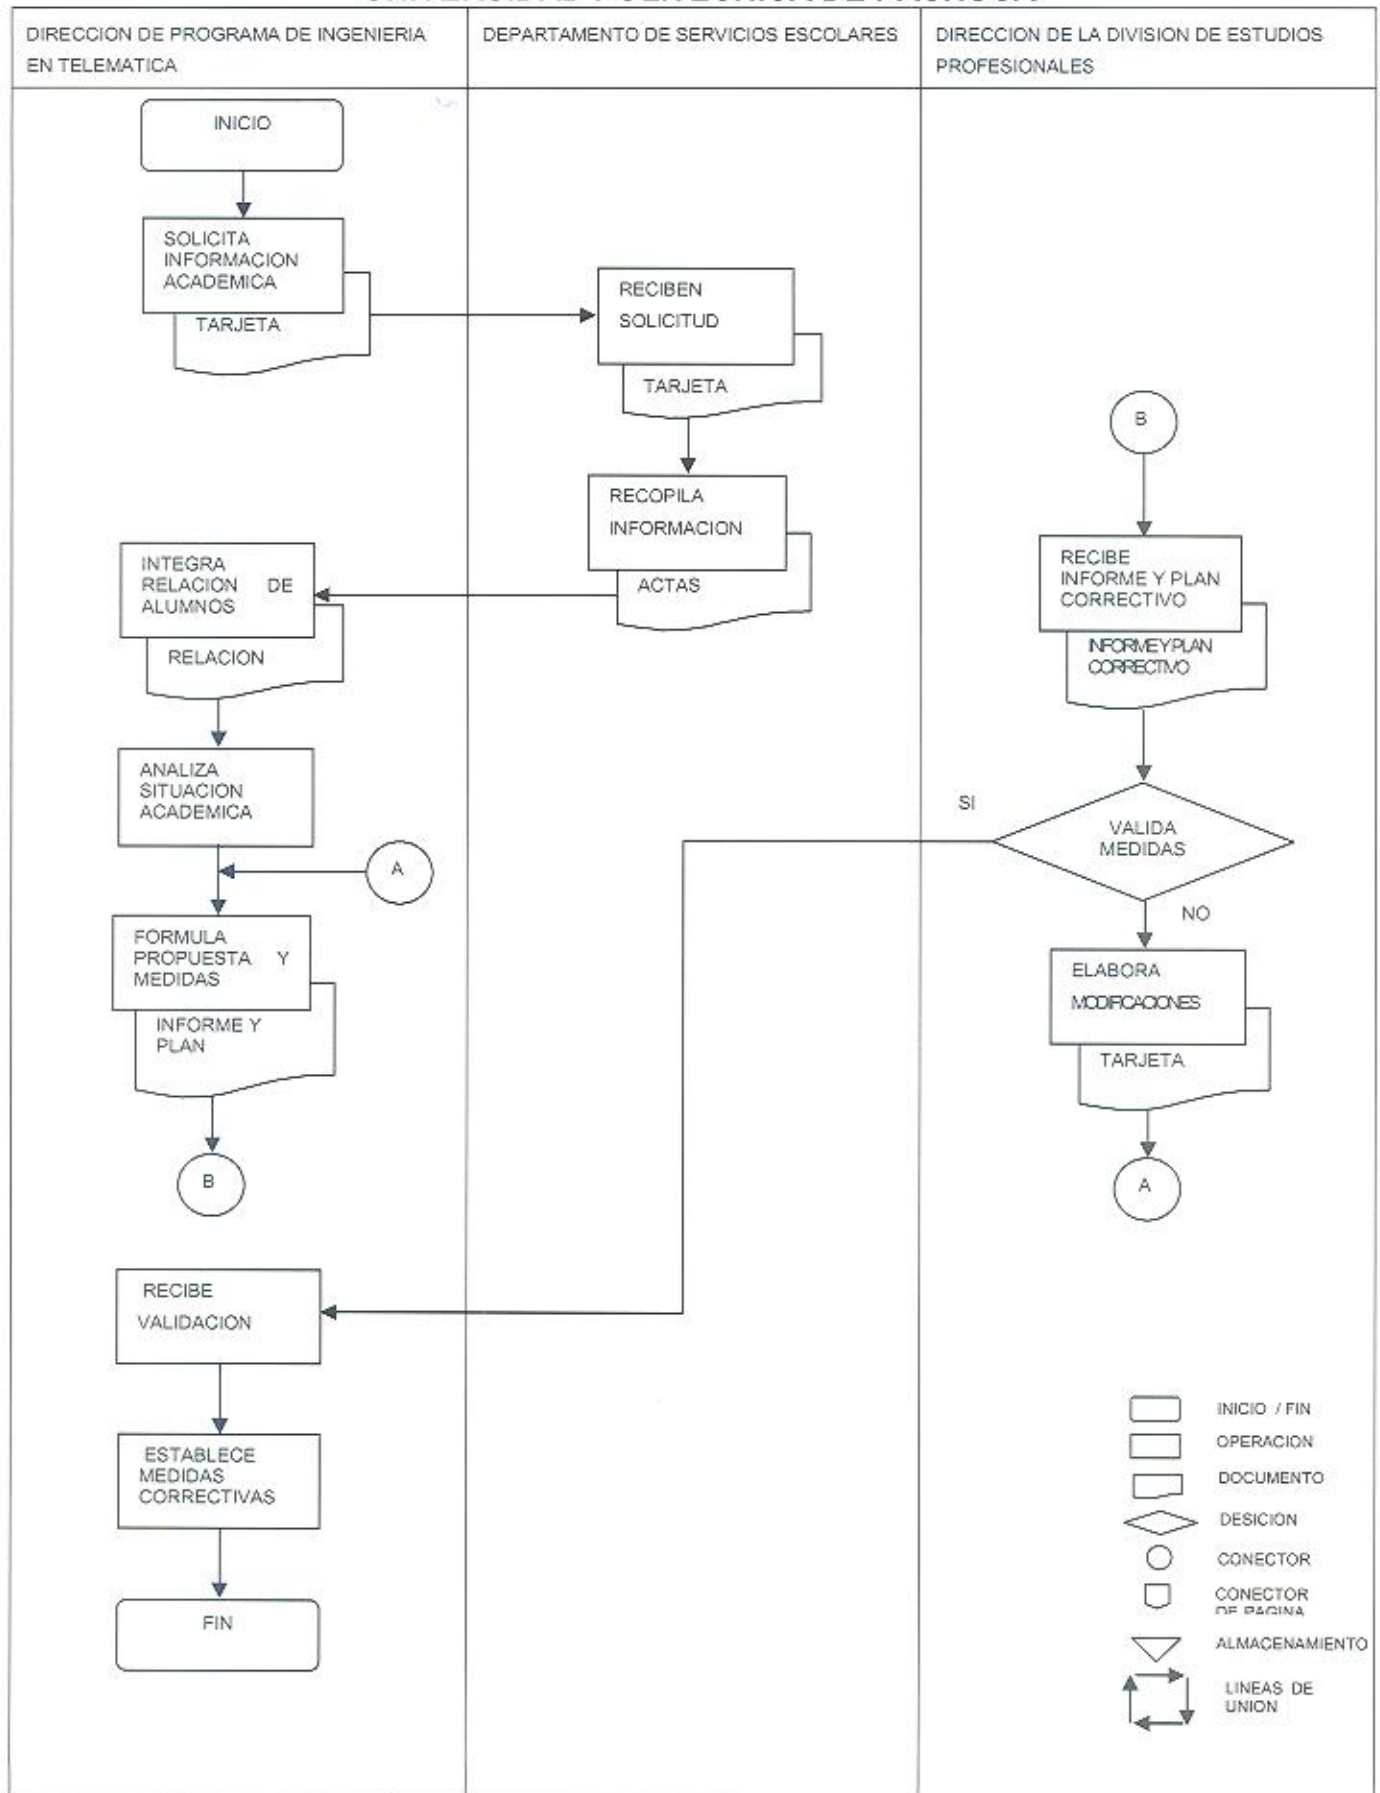 DIRECCION DE PROGRAMA DE INGENIERIA
EN TELEMATICA
DEPARTAMENTO DE SERVICIOS ESCOLARES
DIRECCION DE LA DIVISION DE ESTUDIOS
PROFESIONALES
INICIO
SOLICITA
INFORMACION
ACADEMICA
TARJETA
RECIBEN
SOLICITUD
TARJETA
RECOPILA
INFORMACION
ACTAS
INTEGRA
RELACION DE
ALUMNOS
RELACION
ANALIZA
SITUACION
ACADEMICA
A
FORMULA
PROPUESTA Y
MEDIDAS
INFORME Y
PLAN
B
B
RECIBE
INFORME Y PLAN
CORRECTIVO
INFORME Y PLAN
CORRECTIVO
VALIDA
MEDIDAS
SI
NO
ELABORA
MODIFICACIONES
TARJETA
A
RECIBE
VALIDACION
ESTABLECE
MEDIDAS
CORRECTIVAS
FIN
INICIO / FIN
OPERACION
DOCUMENTO
DESICION
CONECTOR
CONECTOR
DE PAGINA
ALMACENAMIENTO
LINEAS DE
UNION